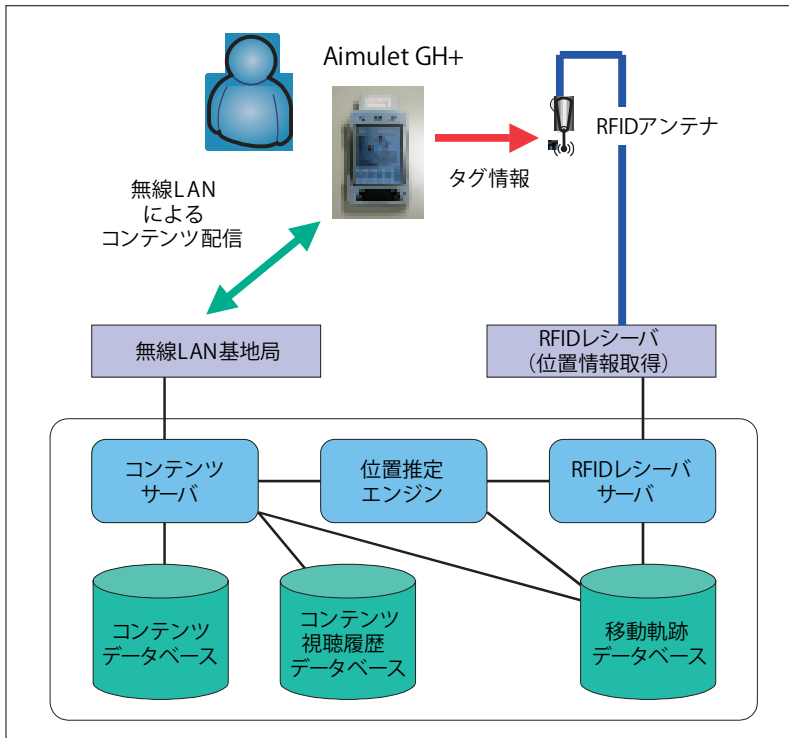 Aimulet GH+
RFIDアンテナ
タグ情報
無線LAN
による
コンテンツ配信
無線LAN基地局
RFIDレシーバ
（位置情報取得）
コンテンツ
サーバ
位置推定
エンジン
RFIDレシーバ
サーバ
コンテンツ
データベース
コンテンツ
視聴履歴
データベース
移動軌跡
データベース